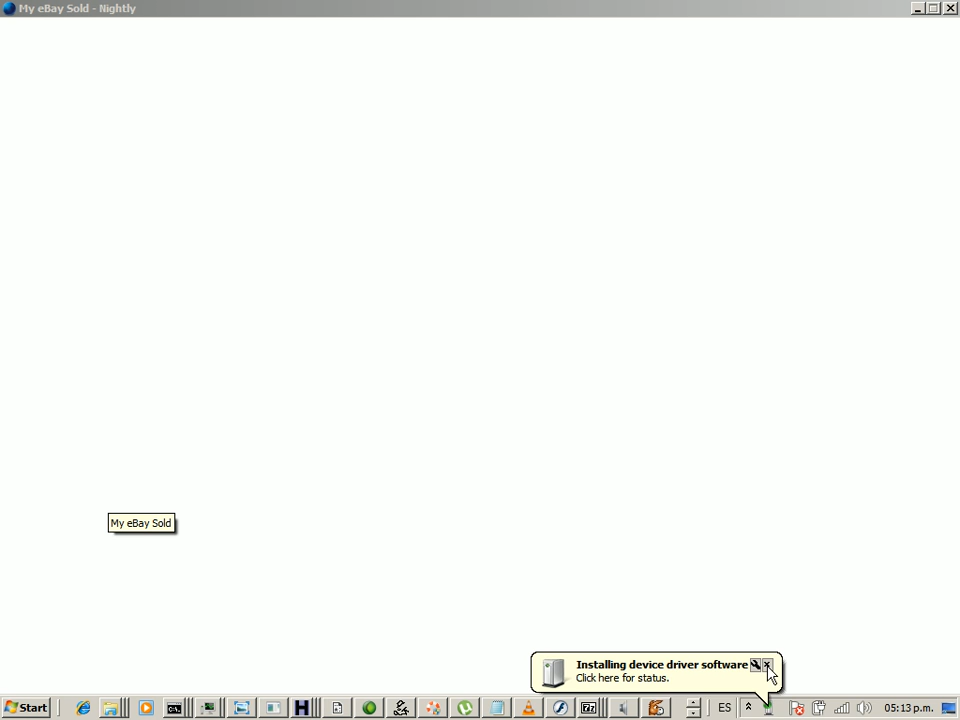 My eBay Sold - Nightly
My eBay Sold
Installing device driver software
Click here for status.
Start
C:\
H
7z
ES
05:13 p.m.